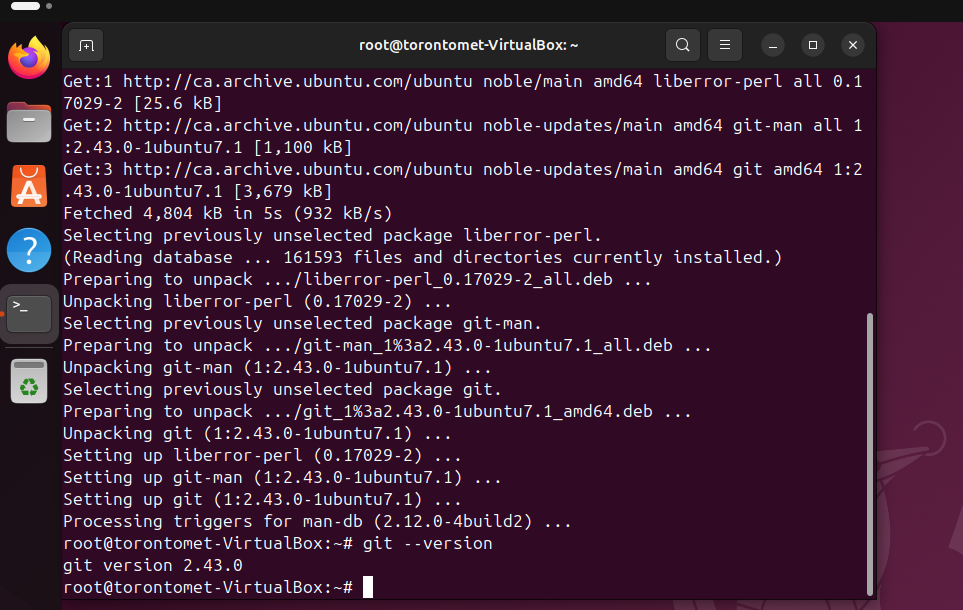 root@torontomet-VirtualBox: ~
Get:1 http://ca.archive.ubuntu.com/ubuntu noble/main amd64 liberror-perl all 0.1
7029-2 [25.6 kB]
Get:2 http://ca.archive.ubuntu.com/ubuntu noble-updates/main amd64 git-man all 1
:2.43.0-1ubuntu7.1 [1,100 kB]
Get:3 http://ca.archive.ubuntu.com/ubuntu noble-updates/main amd64 git amd64 1:2
.43.0-1ubuntu7.1 [3,679 kB]
Fetched 4,804 kB in 5s (932 kB/s)
Selecting previously unselected package liberror-perl.
(Reading database ... 161593 files and directories currently installed.)
Preparing to unpack .../liberror-perl_0.17029-2_all.deb ...
Unpacking liberror-perl (0.17029-2) ...
Selecting previously unselected package git-man.
Preparing to unpack .../git-man_1%3a2.43.0-1ubuntu7.1_all.deb ...
Unpacking git-man (1:2.43.0-1ubuntu7.1) ...
Selecting previously unselected package git.
Preparing to unpack .../git_1%3a2.43.0-1ubuntu7.1_amd64.deb ...
Unpacking git (1:2.43.0-1ubuntu7.1) ...
Setting up liberror-perl (0.17029-2) ...
Setting up git-man (1:2.43.0-1ubuntu7.1) ...
Setting up git (1:2.43.0-1ubuntu7.1) ...
Processing triggers for man-db (2.12.0-4build2) ...
root@torontomet-VirtualBox:~# git --version
git version 2.43.0
root@torontomet-VirtualBox:~#